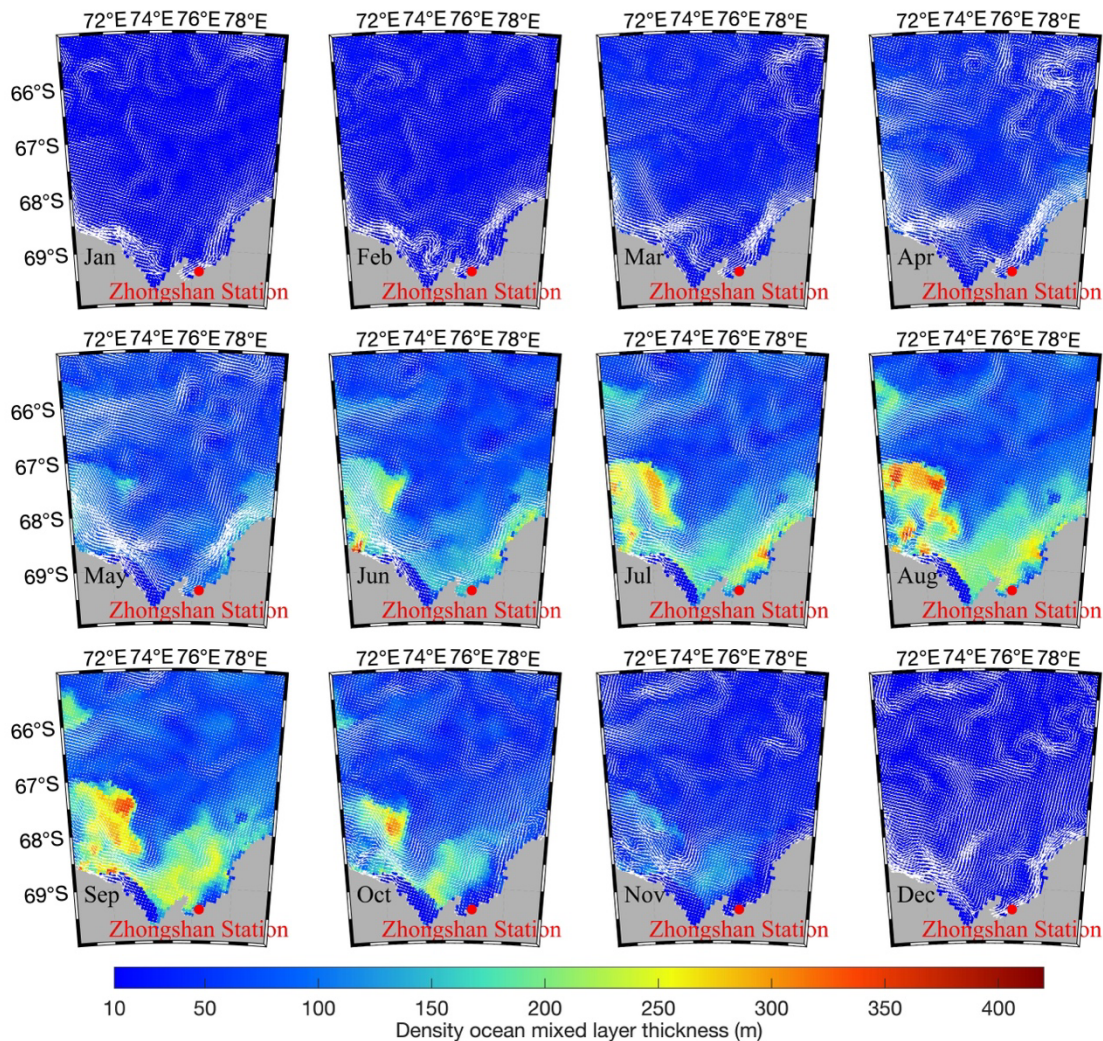 72°E 74°E 76°E 78°E 72°E 74°E 76°E 78°E 72°E 74°E 76°E 78°E 72°E 74°E 76°E 78°E
66°S
67°S
68°S
69°S
Jan Feb Mar Apr
Zhongshan Station Zhongshan Station Zhongshan Station Zhongshan Station
72°E 74°E 76°E 78°E 72°E 74°E 76°E 78°E 72°E 74°E 76°E 78°E 72°E 74°E 76°E 78°E
66°S
67°S
68°S
69°S
May Jun Jul Aug
Zhongshan Station Zhongshan Station Zhongshan Station Zhongshan Station
72°E 74°E 76°E 78°E 72°E 74°E 76°E 78°E 72°E 74°E 76°E 78°E 72°E 74°E 76°E 78°E
66°S
67°S
68°S
69°S
Sep Oct Nov Dec
Zhongshan Station Zhongshan Station Zhongshan Station Zhongshan Station
10 50 100 150 200 250 300 350 400
Density ocean mixed layer thickness (m)